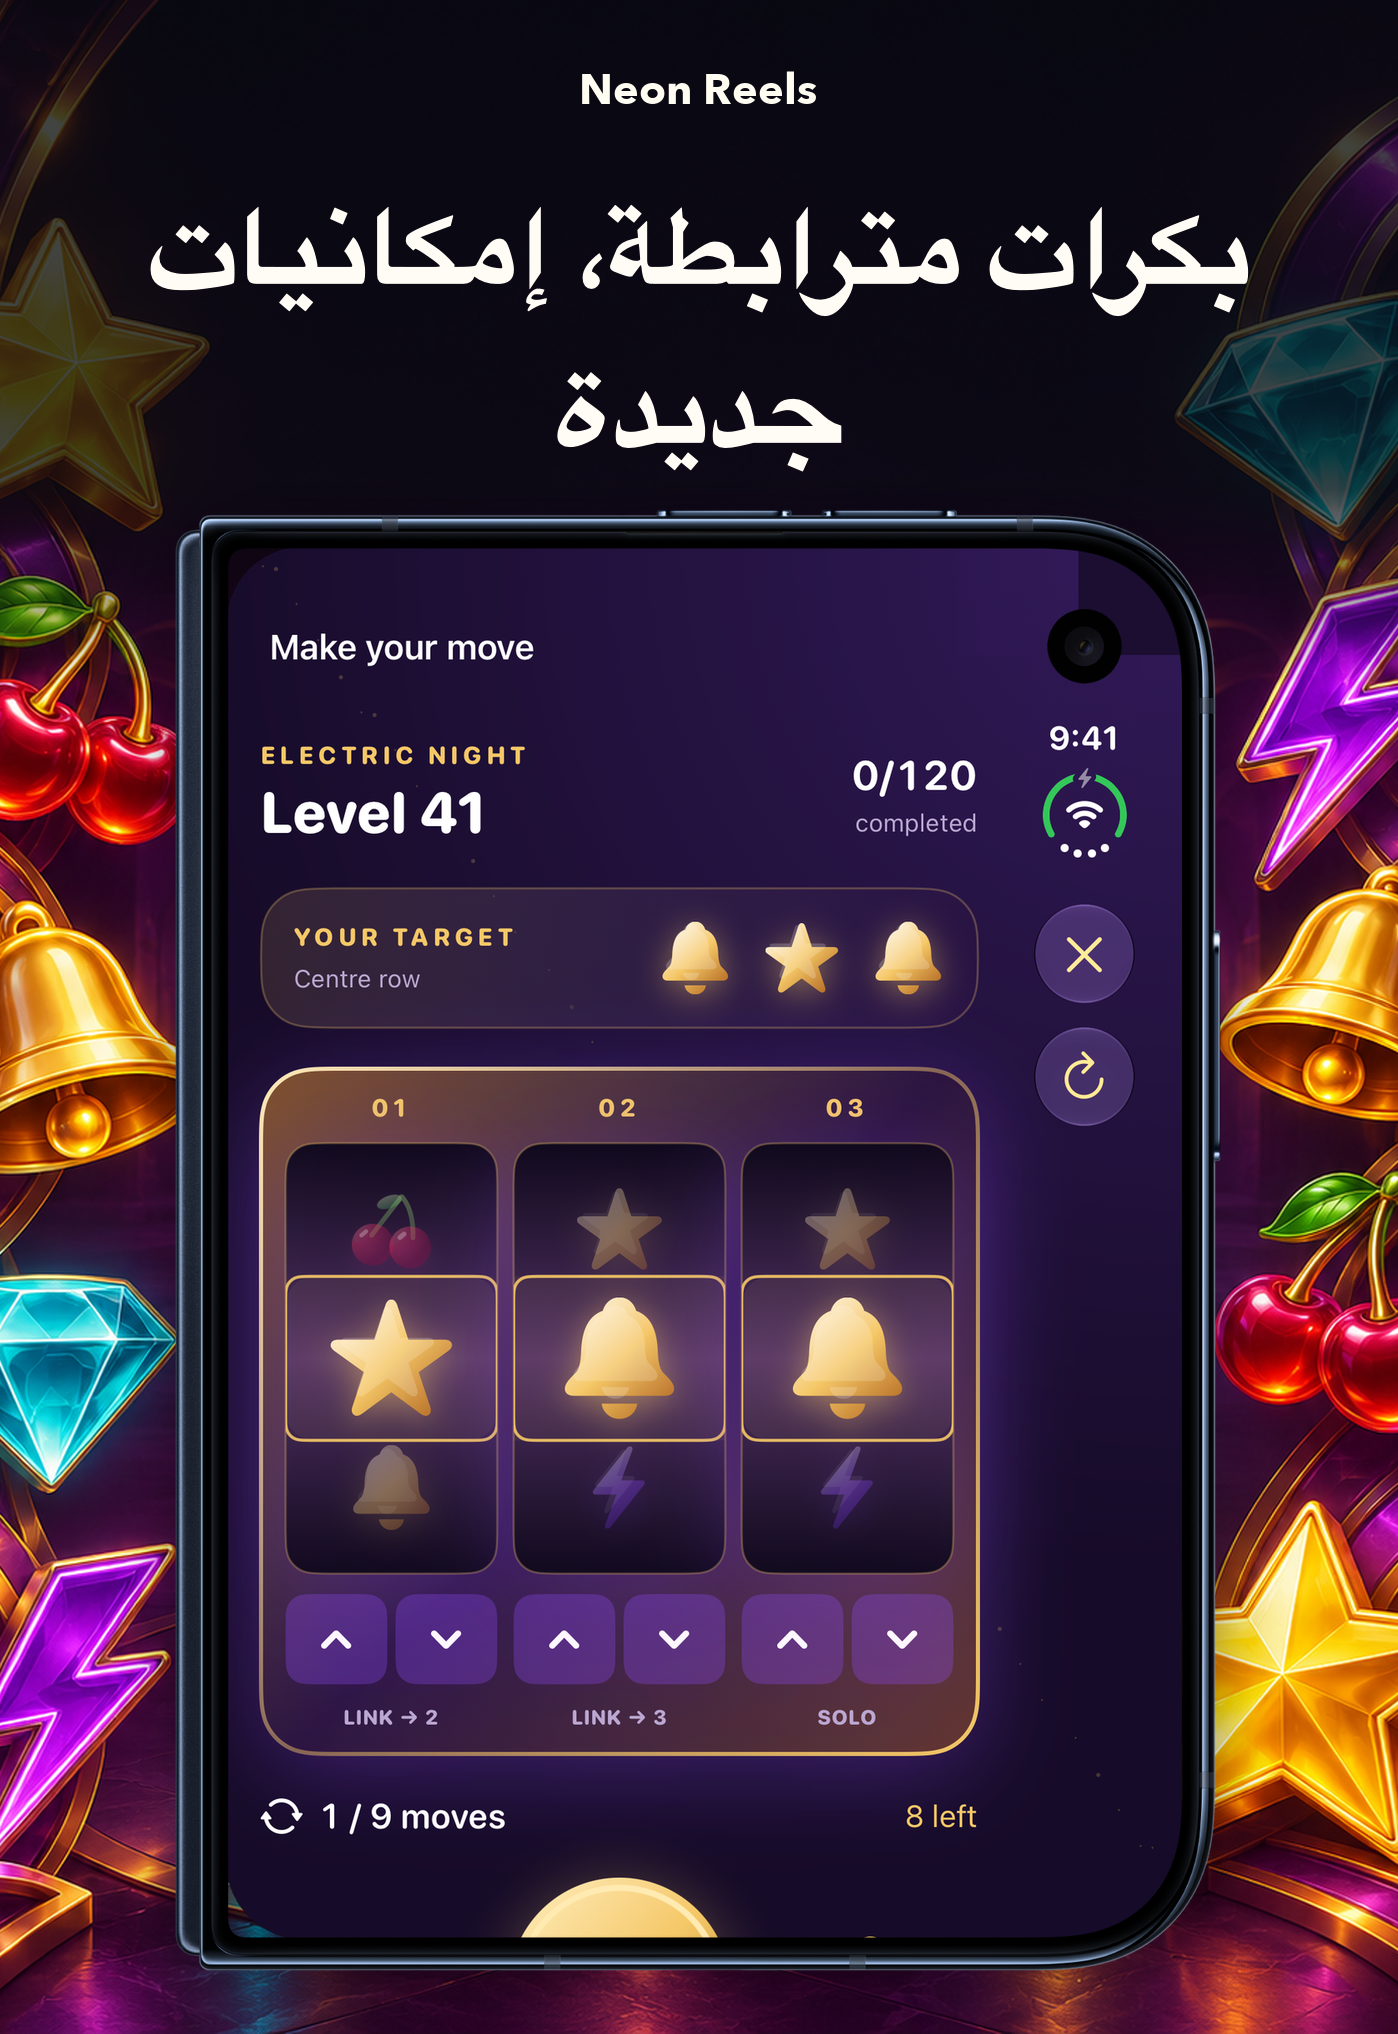 Neon Reels
بكرات مترابطة، إمكانيات
جديدة
Make your move
9:41
ELECTRIC NIGHT
Level 41
0/120
completed
YOUR TARGET
Centre row
01 02 03
LINK → 2 LINK → 3 SOLO
1 / 9 moves
8 left